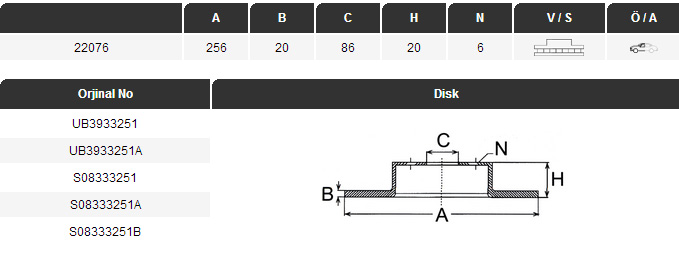 A B C H N V / S Ö / A
22076 256 20 86 20 6
Orjinal No Disk
UB3933251
UB3933251A
S08333251
S08333251A
S08333251B
C
N
B
H
A